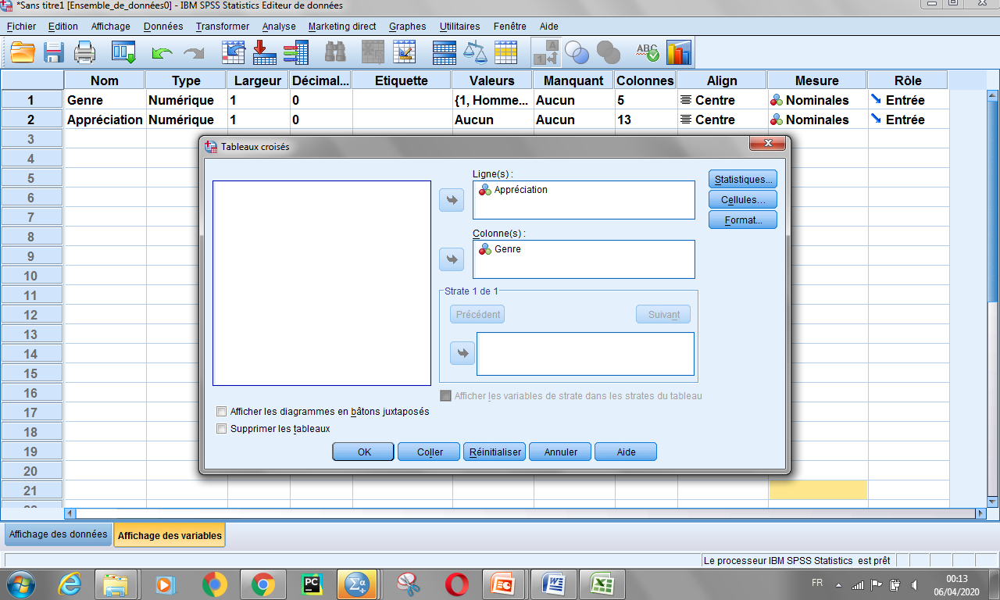 *Sans titre1 [Ensemble_de_données0] - IBM SPSS Statistics Editeur de données
Fichier Edition Affichage Données Transformer Analyse Marketing direct Graphes Utilitaires Fenêtre Aide
Nom Type Largeur Décimal... Etiquette Valeurs Manquant Colonnes Align Mesure Rôle
1 Genre Numérique 1 0 {1, Homme... Aucun 5 Centre Nominales Entrée
2 Appréciation Numérique 1 0 Aucun Aucun 13 Centre Nominales Entrée
3
4
5
6
7
8
9
10
11
12
13
14
15
16
17
18
19
20
21
Tableaux croisés
Ligne(s) :
Appréciation
Colonne(s) :
Genre
Strate 1 de 1
Précédent Suivant
Afficher les variables de strate dans les strates du tableau
Statistiques...
Cellules...
Format...
Afficher les diagrammes en bâtons juxtaposés
Supprimer les tableaux
OK Coller Réinitialiser Annuler Aide
Affichage des données Affichage des variables
Le processeur IBM SPSS Statistics est prêt
FR 00:13
06/04/2020